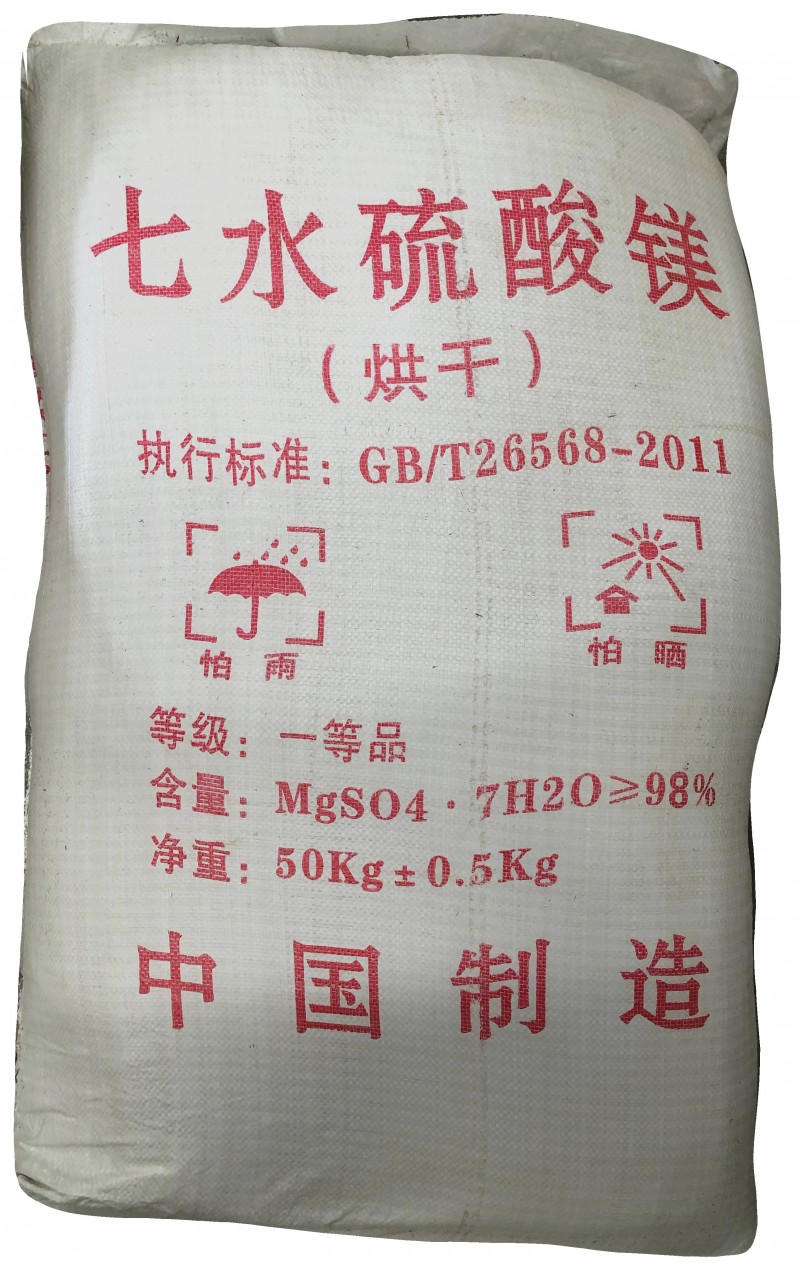 七水硫酸镁
（烘干）
执行标准：GB/T26568-2011
怕 雨
怕 晒
等级：一等品
含量：MgSO4·7H2O≥98%
净重：50Kg±0.5Kg
中国制造